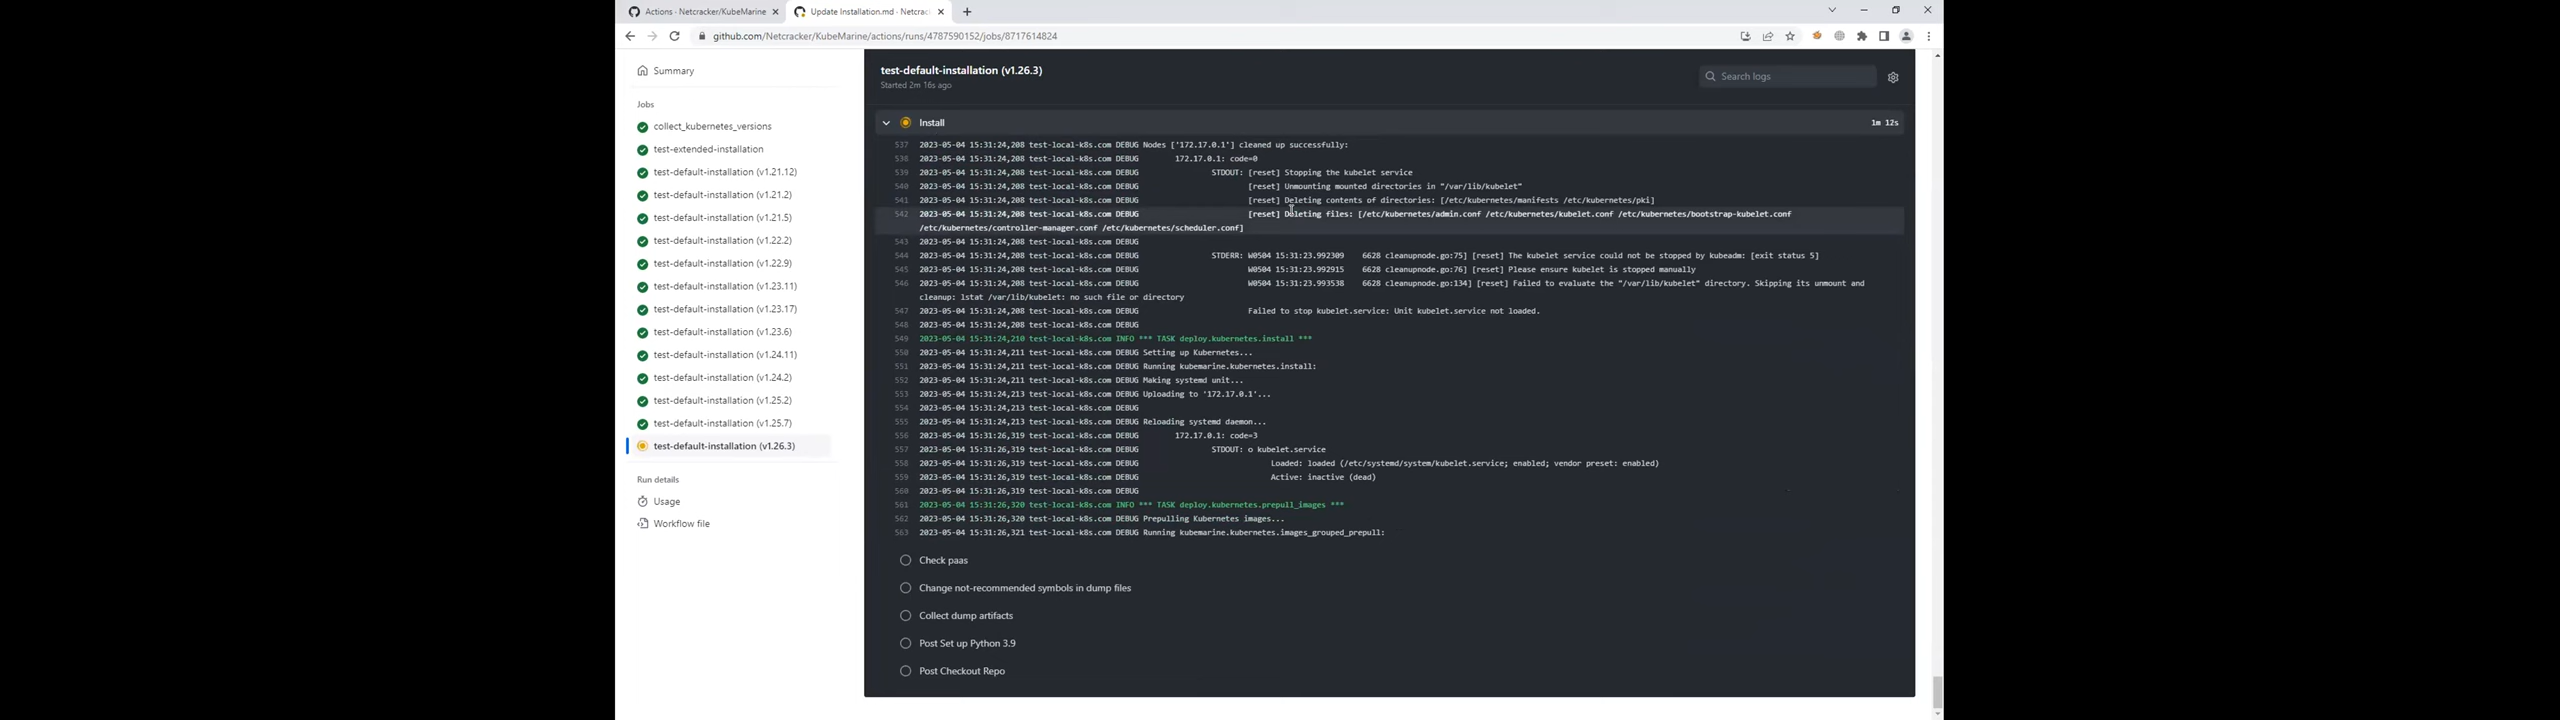 Actions · Netcracker/KubeMarine
Update Installation.md · Netcrac
github.com/Netcracker/KubeMarine/actions/runs/4787590152/jobs/8717614824
Summary
Jobs
collect_kubernetes_versions
test-extended-installation
test-default-installation (v1.21.12)
test-default-installation (v1.21.2)
test-default-installation (v1.21.5)
test-default-installation (v1.22.2)
test-default-installation (v1.22.9)
test-default-installation (v1.23.11)
test-default-installation (v1.23.17)
test-default-installation (v1.23.6)
test-default-installation (v1.24.11)
test-default-installation (v1.24.2)
test-default-installation (v1.25.2)
test-default-installation (v1.25.7)
test-default-installation (v1.26.3)
Run details
Usage
Workflow file
test-default-installation (v1.26.3)
Started 2m 16s ago
Search logs
Install
1m 12s
537 2023-05-04 15:31:24,208 test-local-k8s.com DEBUG Nodes ['172.17.0.1'] cleaned up successfully:
538 2023-05-04 15:31:24,208 test-local-k8s.com DEBUG 172.17.0.1: code=0
539 2023-05-04 15:31:24,208 test-local-k8s.com DEBUG STDOUT: [reset] Stopping the kubelet service
540 2023-05-04 15:31:24,208 test-local-k8s.com DEBUG [reset] Unmounting mounted directories in "/var/lib/kubelet"
541 2023-05-04 15:31:24,208 test-local-k8s.com DEBUG [reset] Deleting contents of directories: [/etc/kubernetes/manifests /etc/kubernetes/pki]
542 2023-05-04 15:31:24,208 test-local-k8s.com DEBUG [reset] Deleting files: [/etc/kubernetes/admin.conf /etc/kubernetes/kubelet.conf /etc/kubernetes/bootstrap-kubelet.conf
/etc/kubernetes/controller-manager.conf /etc/kubernetes/scheduler.conf]
543 2023-05-04 15:31:24,208 test-local-k8s.com DEBUG
544 2023-05-04 15:31:24,208 test-local-k8s.com DEBUG STDERR: W0504 15:31:23.992309 6628 cleanupnode.go:75] [reset] The kubelet service could not be stopped by kubeadm: [exit status 5]
545 2023-05-04 15:31:24,208 test-local-k8s.com DEBUG W0504 15:31:23.992915 6628 cleanupnode.go:76] [reset] Please ensure kubelet is stopped manually
546 2023-05-04 15:31:24,208 test-local-k8s.com DEBUG W0504 15:31:23.993538 6628 cleanupnode.go:134] [reset] Failed to evaluate the "/var/lib/kubelet" directory. Skipping its unmount and
cleanup: lstat /var/lib/kubelet: no such file or directory
547 2023-05-04 15:31:24,208 test-local-k8s.com DEBUG Failed to stop kubelet.service: Unit kubelet.service not loaded.
548 2023-05-04 15:31:24,208 test-local-k8s.com DEBUG
549 2023-05-04 15:31:24,210 test-local-k8s.com INFO *** TASK deploy.kubernetes.install ***
550 2023-05-04 15:31:24,211 test-local-k8s.com DEBUG Setting up Kubernetes...
551 2023-05-04 15:31:24,211 test-local-k8s.com DEBUG Running kubemarine.kubernetes.install:
552 2023-05-04 15:31:24,211 test-local-k8s.com DEBUG Making systemd unit...
553 2023-05-04 15:31:24,213 test-local-k8s.com DEBUG Uploading to '172.17.0.1'...
554 2023-05-04 15:31:24,213 test-local-k8s.com DEBUG
555 2023-05-04 15:31:24,213 test-local-k8s.com DEBUG Reloading systemd daemon...
556 2023-05-04 15:31:26,319 test-local-k8s.com DEBUG 172.17.0.1: code=3
557 2023-05-04 15:31:26,319 test-local-k8s.com DEBUG STDOUT: o kubelet.service
558 2023-05-04 15:31:26,319 test-local-k8s.com DEBUG Loaded: loaded (/etc/systemd/system/kubelet.service; enabled; vendor preset: enabled)
559 2023-05-04 15:31:26,319 test-local-k8s.com DEBUG Active: inactive (dead)
560 2023-05-04 15:31:26,319 test-local-k8s.com DEBUG
561 2023-05-04 15:31:26,320 test-local-k8s.com INFO *** TASK deploy.kubernetes.prepull_images ***
562 2023-05-04 15:31:26,320 test-local-k8s.com DEBUG Prepulling Kubernetes images...
563 2023-05-04 15:31:26,321 test-local-k8s.com DEBUG Running kubemarine.kubernetes.images_grouped_prepull:
Check paas
Change not-recommended symbols in dump files
Collect dump artifacts
Post Set up Python 3.9
Post Checkout Repo